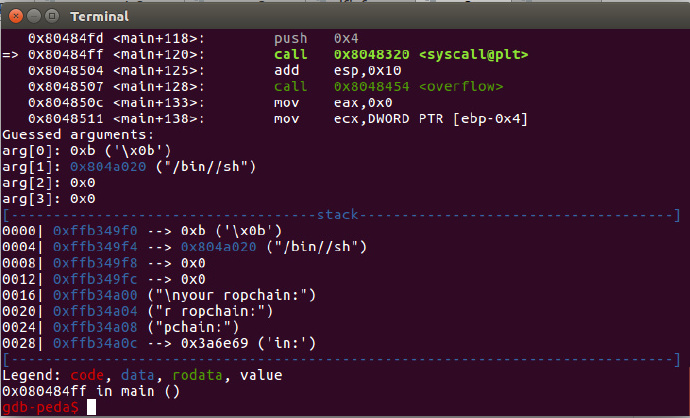 Terminal
0x80484fd <main+118>: push 0x4
=> 0x80484ff <main+120>: call 0x8048320 <syscall@plt>
0x8048504 <main+125>: add esp,0x10
0x8048507 <main+128>: call 0x8048454 <overflow>
0x804850c <main+133>: mov eax,0x0
0x8048511 <main+138>: mov ecx,DWORD PTR [ebp-0x4]
Guessed arguments:
arg[0]: 0xb ('\x0b')
arg[1]: 0x804a020 ("/bin//sh")
arg[2]: 0x0
arg[3]: 0x0
[------------------------------------stack-------------------------------------]
0000| 0xffb349f0 --> 0xb ('\x0b')
0004| 0xffb349f4 --> 0x804a020 ("/bin//sh")
0008| 0xffb349f8 --> 0x0
0012| 0xffb349fc --> 0x0
0016| 0xffb34a00 ("\nyour ropchain:")
0020| 0xffb34a04 ("r ropchain:")
0024| 0xffb34a08 ("pchain:")
0028| 0xffb34a0c --> 0x3a6e69 ('in:')
[------------------------------------------------------------------------------]
Legend: code, data, rodata, value
0x080484ff in main ()
gdb-peda$